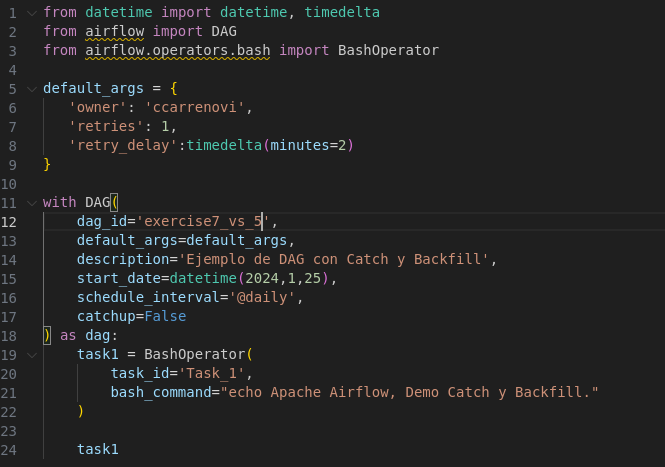 1 from datetime import datetime, timedelta
2 from airflow import DAG
3 from airflow.operators.bash import BashOperator
4
5 default_args = {
6    'owner': 'ccarrenovi',
7    'retries': 1,
8    'retry_delay':timedelta(minutes=2)
9 }
10
11 with DAG(
12     dag_id='exercise7_vs_5',
13     default_args=default_args,
14     description='Ejemplo de DAG con Catch y Backfill',
15     start_date=datetime(2024,1,25),
16     schedule_interval='@daily',
17     catchup=False
18 ) as dag:
19     task1 = BashOperator(
20         task_id='Task_1',
21         bash_command="echo Apache Airflow, Demo Catch y Backfill."
22     )
23
24     task1